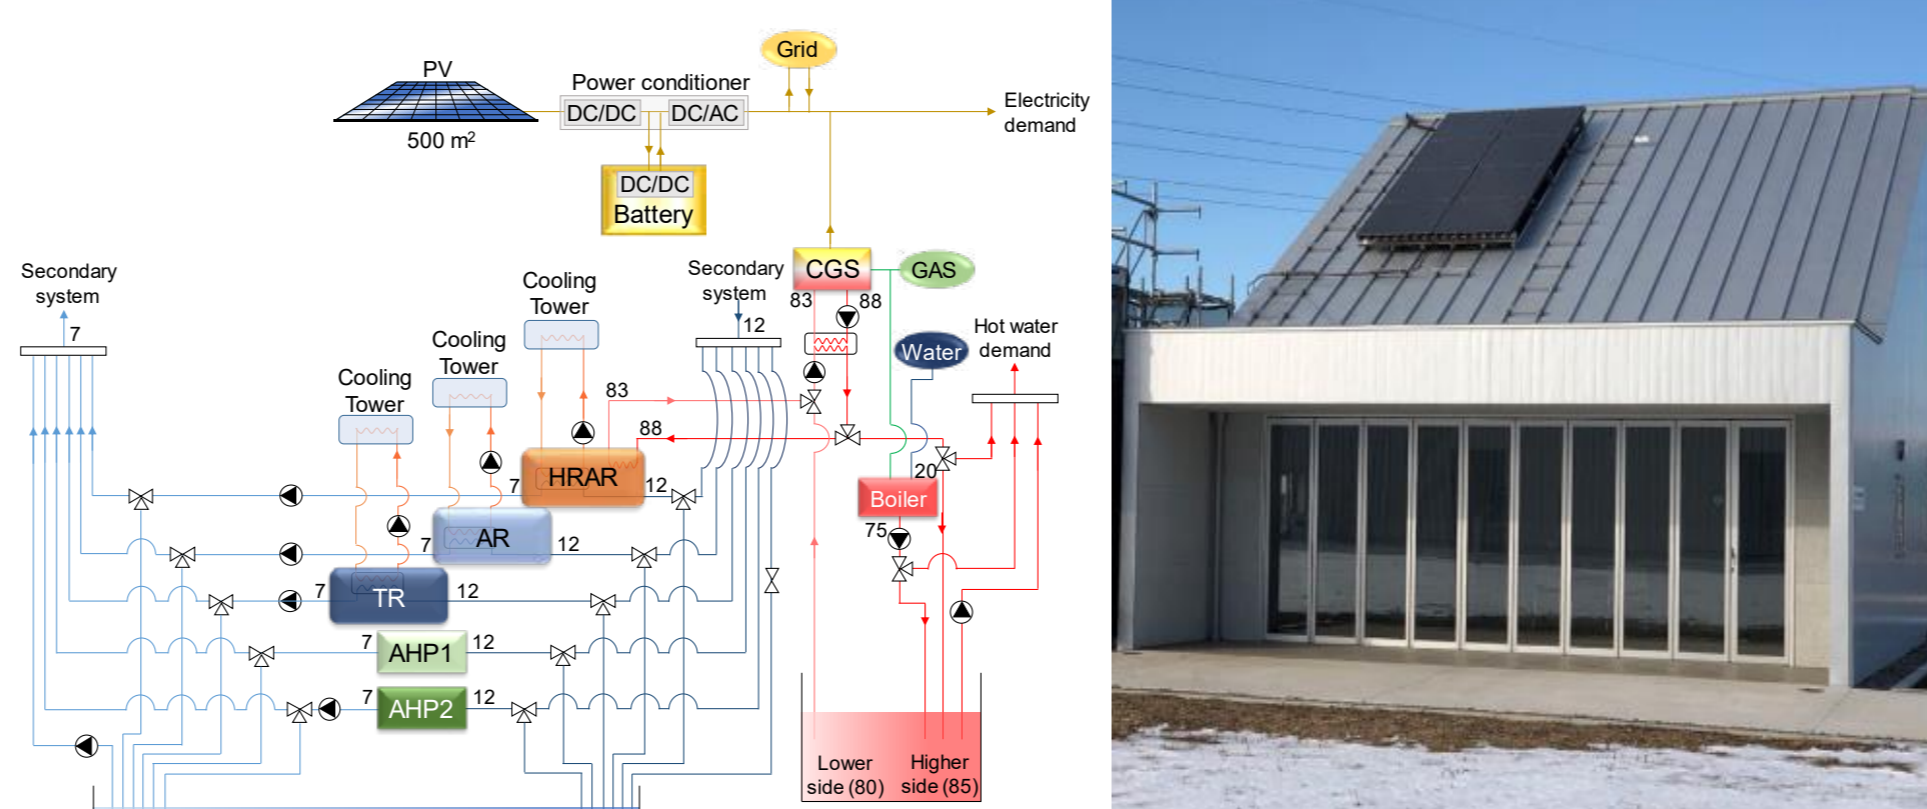 Grid
PV
Power conditioner
DC/DC
DC/AC
Electricity
demand
500 m²
DC/DC
Battery
Secondary
system
7
Cooling
Tower
Secondary
system
12
CGS
GAS
83
88
Cooling
Tower
Water
Hot water
demand
Cooling
Tower
83
88
HRAR
7
12
20
Boiler
75
AR
7
12
TR
7
12
7
AHP1
12
7
AHP2
12
Lower
side (80)
Higher
side (85)